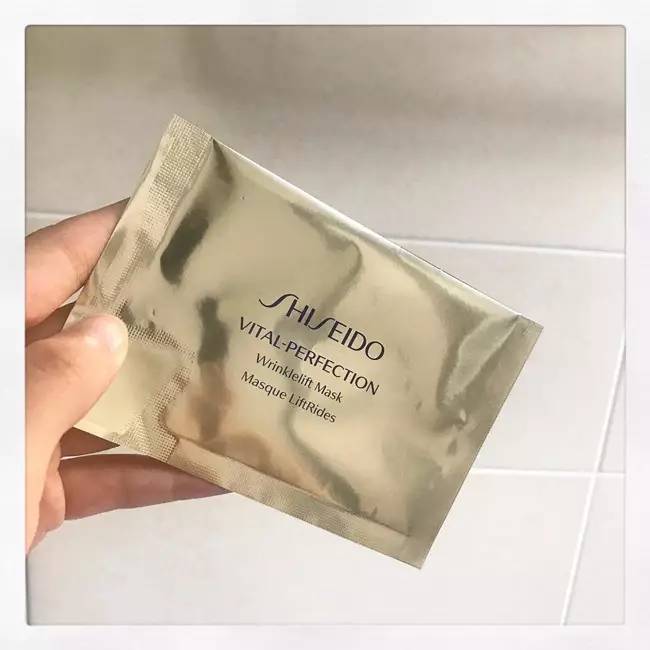 SHISEIDO
VITAL-PERFECTION
Wrinklelift Mask
Masque LiftRides